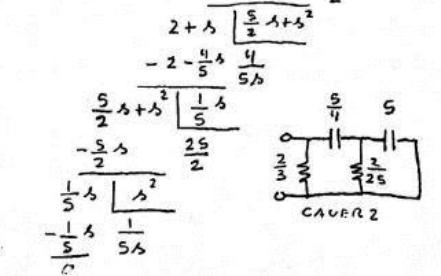 2 + s | 5/2 s + s²
- 2 - 4/5 s | 4/5s
5/2 s + s² | 1/5 s
- 5/2 s | 25/2
1/5 s | s²
- 1/5 s | 1/5s
0
5/4 5
2/3 2/25
CAUER 2